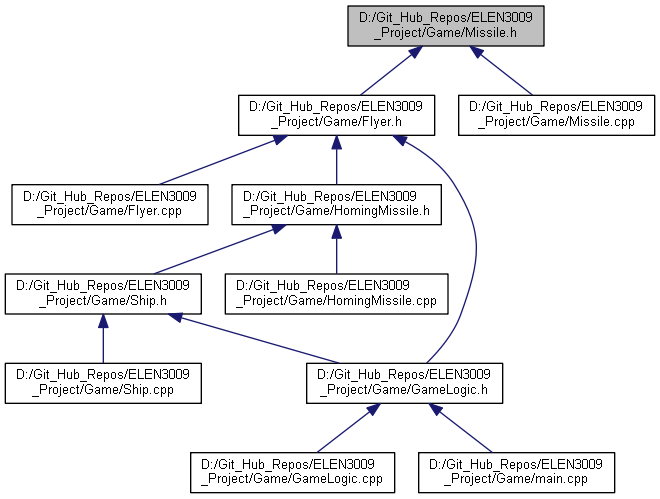 D:/Git_Hub_Repos/ELEN3009
_Project/Game/Missile.h
D:/Git_Hub_Repos/ELEN3009
_Project/Game/Flyer.h
D:/Git_Hub_Repos/ELEN3009
_Project/Game/Missile.cpp
D:/Git_Hub_Repos/ELEN3009
_Project/Game/Flyer.cpp
D:/Git_Hub_Repos/ELEN3009
_Project/Game/HomingMissile.h
D:/Git_Hub_Repos/ELEN3009
_Project/Game/Ship.h
D:/Git_Hub_Repos/ELEN3009
_Project/Game/HomingMissile.cpp
D:/Git_Hub_Repos/ELEN3009
_Project/Game/Ship.cpp
D:/Git_Hub_Repos/ELEN3009
_Project/Game/GameLogic.h
D:/Git_Hub_Repos/ELEN3009
_Project/Game/GameLogic.cpp
D:/Git_Hub_Repos/ELEN3009
_Project/Game/main.cpp